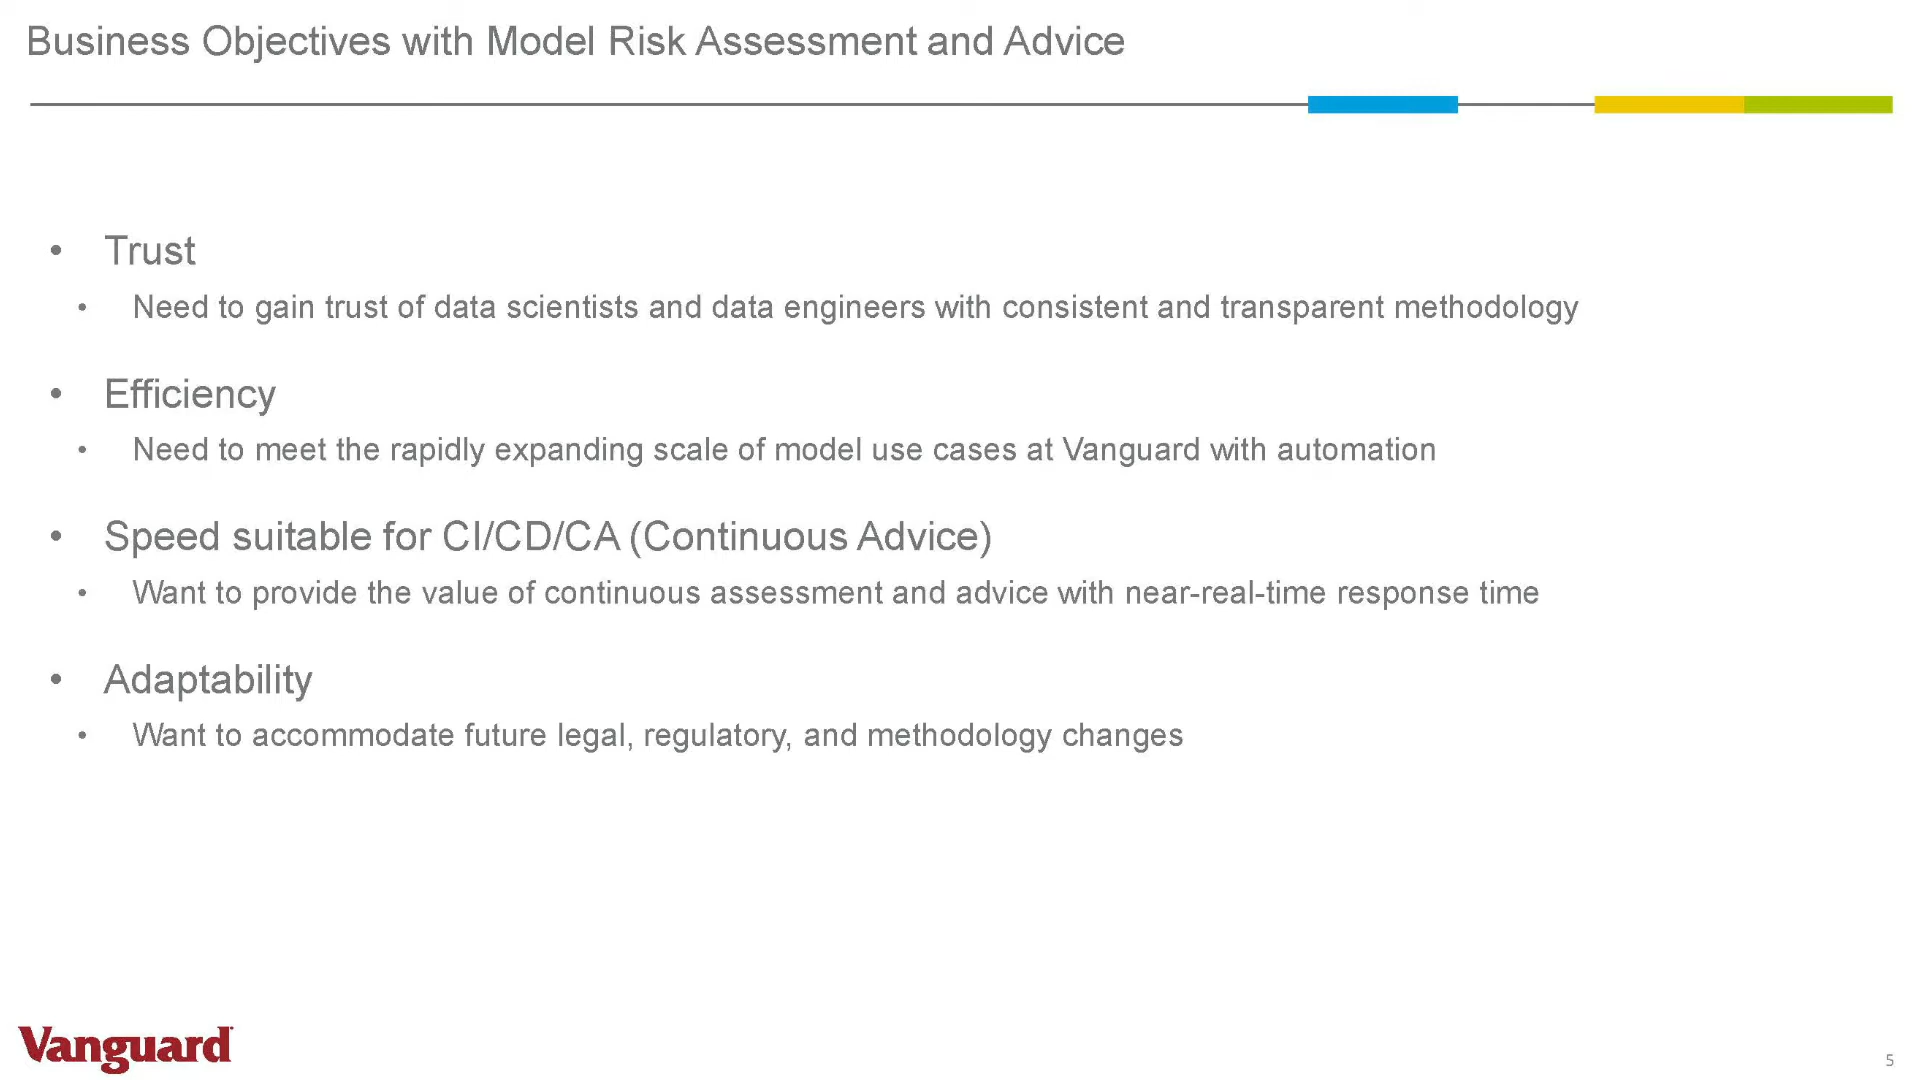 Business Objectives with Model Risk Assessment and Advice
• Trust
• Need to gain trust of data scientists and data engineers with consistent and transparent methodology
• Efficiency
• Need to meet the rapidly expanding scale of model use cases at Vanguard with automation
• Speed suitable for CI/CD/CA (Continuous Advice)
• Want to provide the value of continuous assessment and advice with near-real-time response time
• Adaptability
• Want to accommodate future legal, regulatory, and methodology changes
Vanguard
5